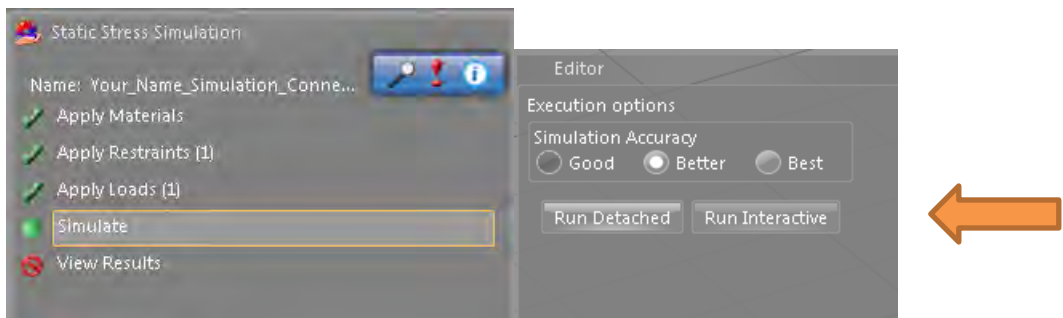 Static Stress Simulation
Name: Your_Name_Simulation_Conne...
Apply Materials
Apply Restraints (1)
Apply Loads (1)
Simulate
View Results
Editor
Execution options
Simulation Accuracy
Good Better Best
Run Detached Run Interactive